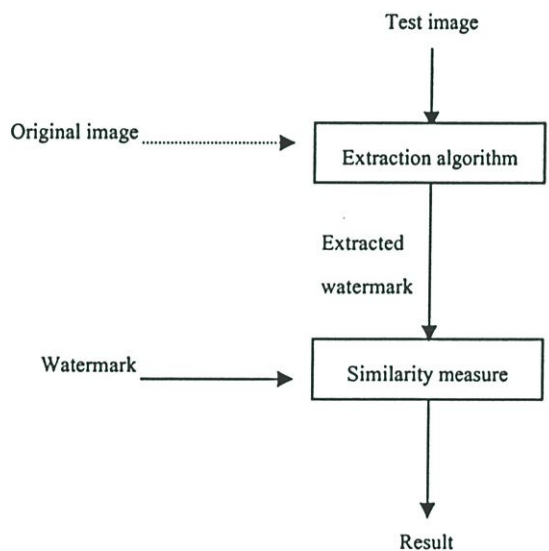 Test image
Original image
Extraction algorithm
Extracted
watermark
Watermark
Similarity measure
Result